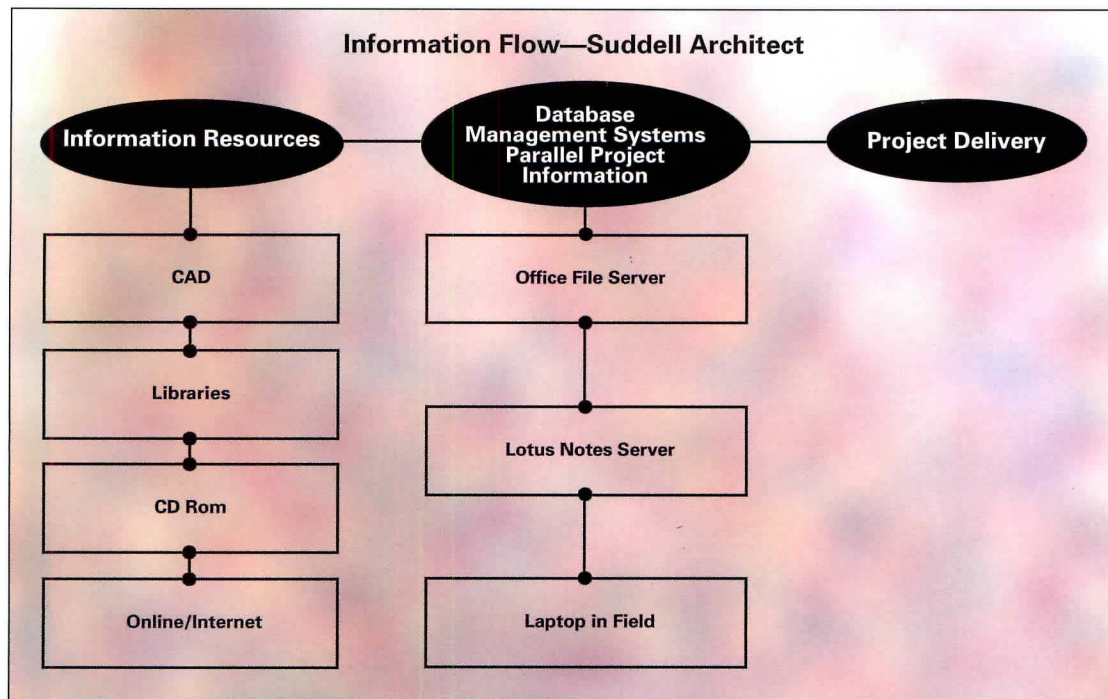 Information Flow—Suddell Architect
Information Resources
Database
Management Systems
Parallel Project
Information
Project Delivery
CAD
Libraries
CD Rom
Online/Internet
Office File Server
Lotus Notes Server
Laptop in Field